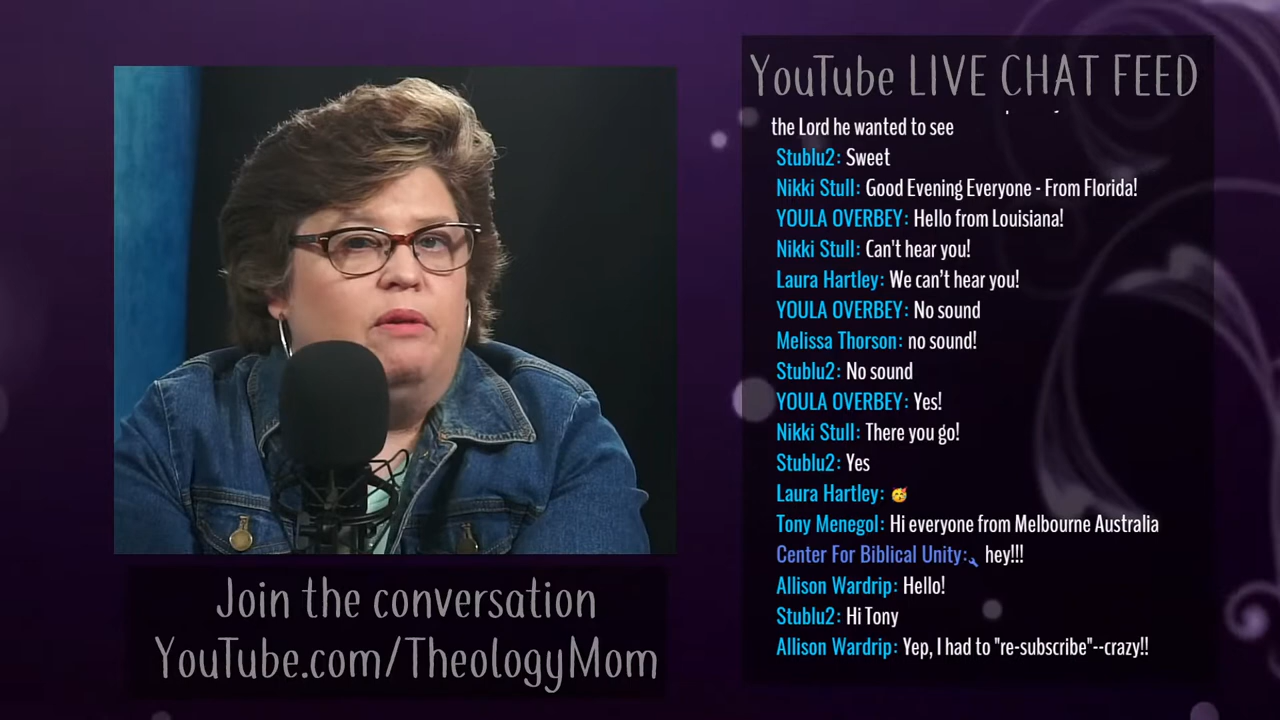 YouTube LIVE CHAT FEED
the Lord he wanted to see
Stublu2: Sweet
Nikki Stull: Good Evening Everyone - From Florida!
YOULA OVERBEY: Hello from Louisiana!
Nikki Stull: Can't hear you!
Laura Hartley: We can’t hear you!
YOULA OVERBEY: No sound
Melissa Thorson: no sound!
Stublu2: No sound
YOULA OVERBEY: Yes!
Nikki Stull: There you go!
Stublu2: Yes
Laura Hartley: 🥳
Tony Menegol: Hi everyone from Melbourne Australia
Center For Biblical Unity: hey!!!
Allison Wardrip: Hello!
Stublu2: Hi Tony
Allison Wardrip: Yep, I had to "re-subscribe"--crazy!!
Join the conversation
YouTube.com/TheologyMom